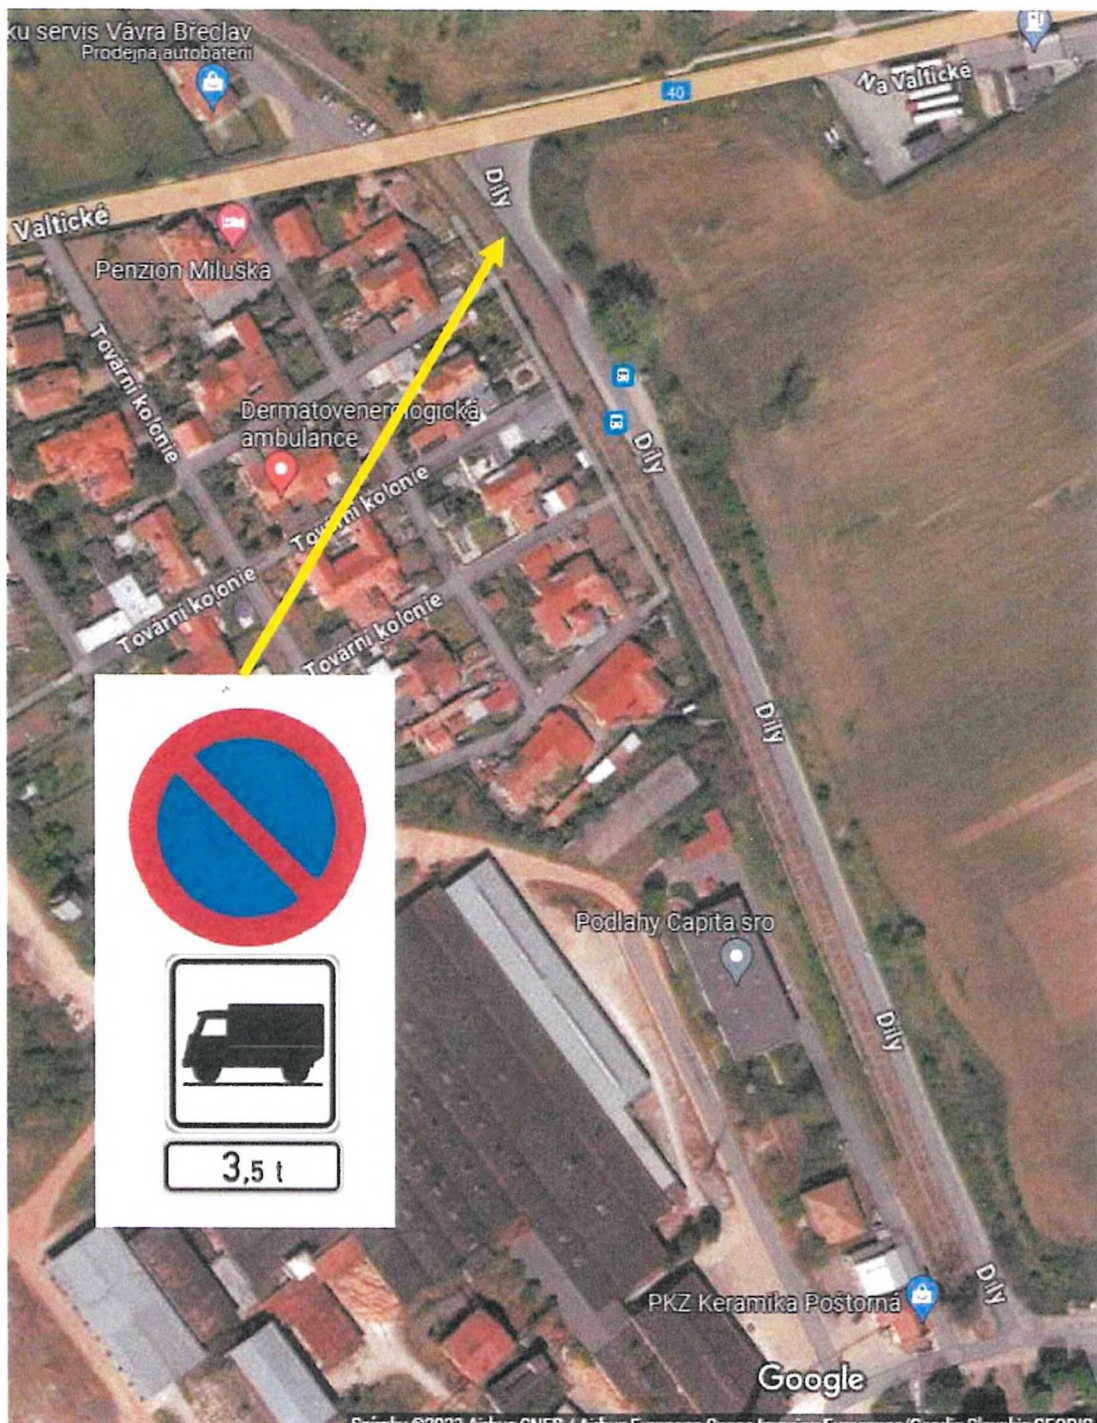 ku servis Vávra Břeclav
Prodejna autobaterií
40
Na Valtické
Díly
Valtické
Penzion Miluška
Tovární kolonie
Dermatovenerologická
ambulance
Díly
Tovární kolonie
Tovární kolonie
Tovární kolonie
Díly
Podlahy Capita sro
Díly
3,5 t
Díly
PKZ Keramika Poštorná
Google